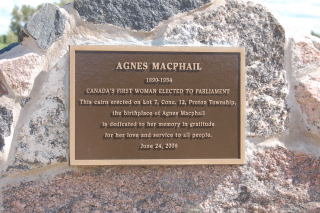 AGNES MACPHAIL
1890-1954
CANADA'S FIRST WOMAN ELECTED TO PARLIAMENT
This cairn erected on Lot 7, Conc. 12, Proton Township,
the birthplace of Agnes Macphail
is dedicated to her memory in gratitude
for her love and service to all people.
June 24, 2006